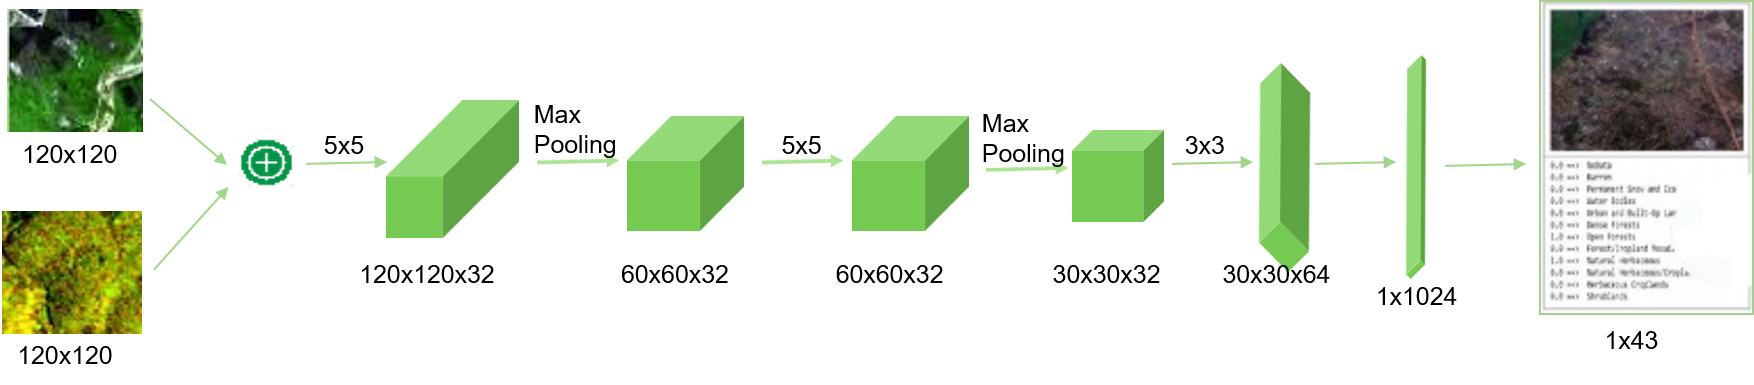 120x120
120x120
5x5
120x120x32
Max
Pooling
60x60x32
5x5
60x60x32
Max
Pooling
30x30x32
3x3
30x30x64
1x1024
0.0 ==> NoData
0.0 ==> Barren
0.0 ==> Permanent Snow and Ice
0.0 ==> Water Bodies
0.0 ==> Urban and Built-Up Lan
0.0 ==> Dense Forests
1.0 ==> Open Forests
0.0 ==> Forest/Cropland Mosai.
1.0 ==> Natural Herbaceous
0.0 ==> Natural Herbaceous/Cropla.
0.0 ==> Herbaceous Croplands
0.0 ==> Shrublands
1x43